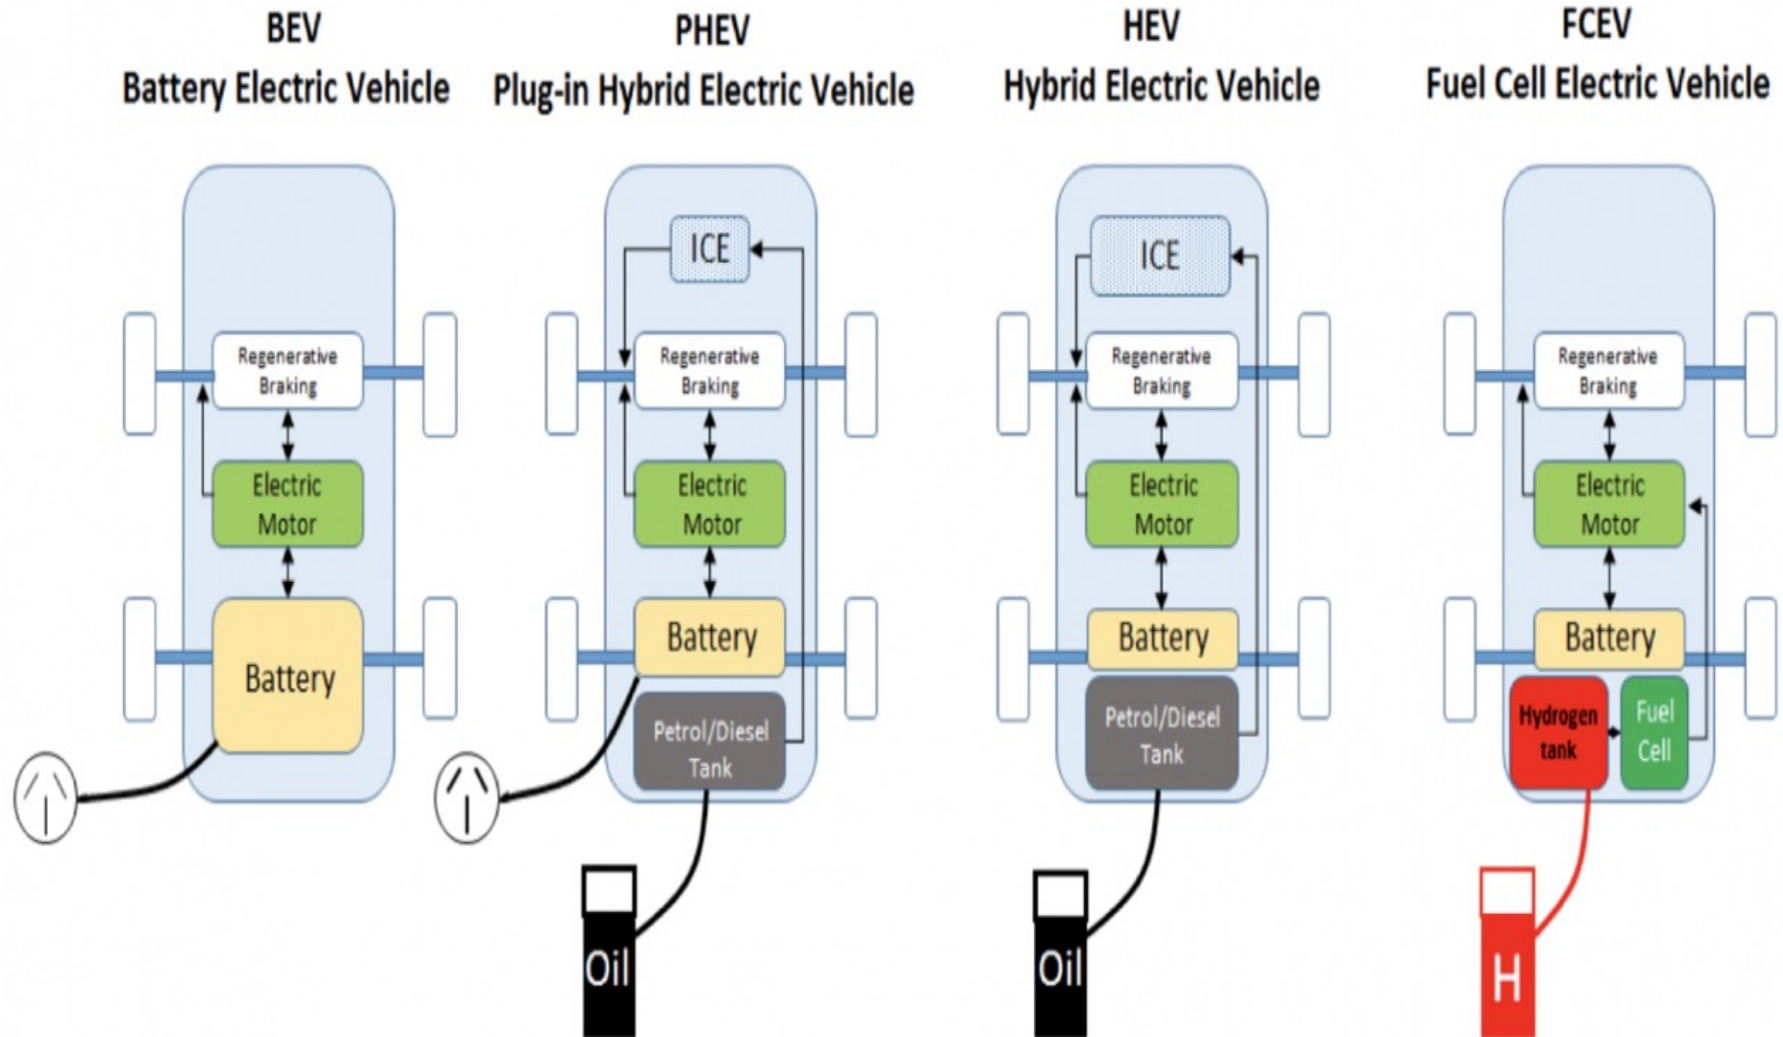 BEV
Battery Electric Vehicle
Regenerative
Braking
Electric
Motor
Battery
PHEV
Plug-in Hybrid Electric Vehicle
ICE
Regenerative
Braking
Electric
Motor
Battery
Petrol/Diesel
Tank
Oil
HEV
Hybrid Electric Vehicle
ICE
Regenerative
Braking
Electric
Motor
Battery
Petrol/Diesel
Tank
Oil
FCEV
Fuel Cell Electric Vehicle
Regenerative
Braking
Electric
Motor
Battery
Hydrogen
tank
Fuel
Cell
H